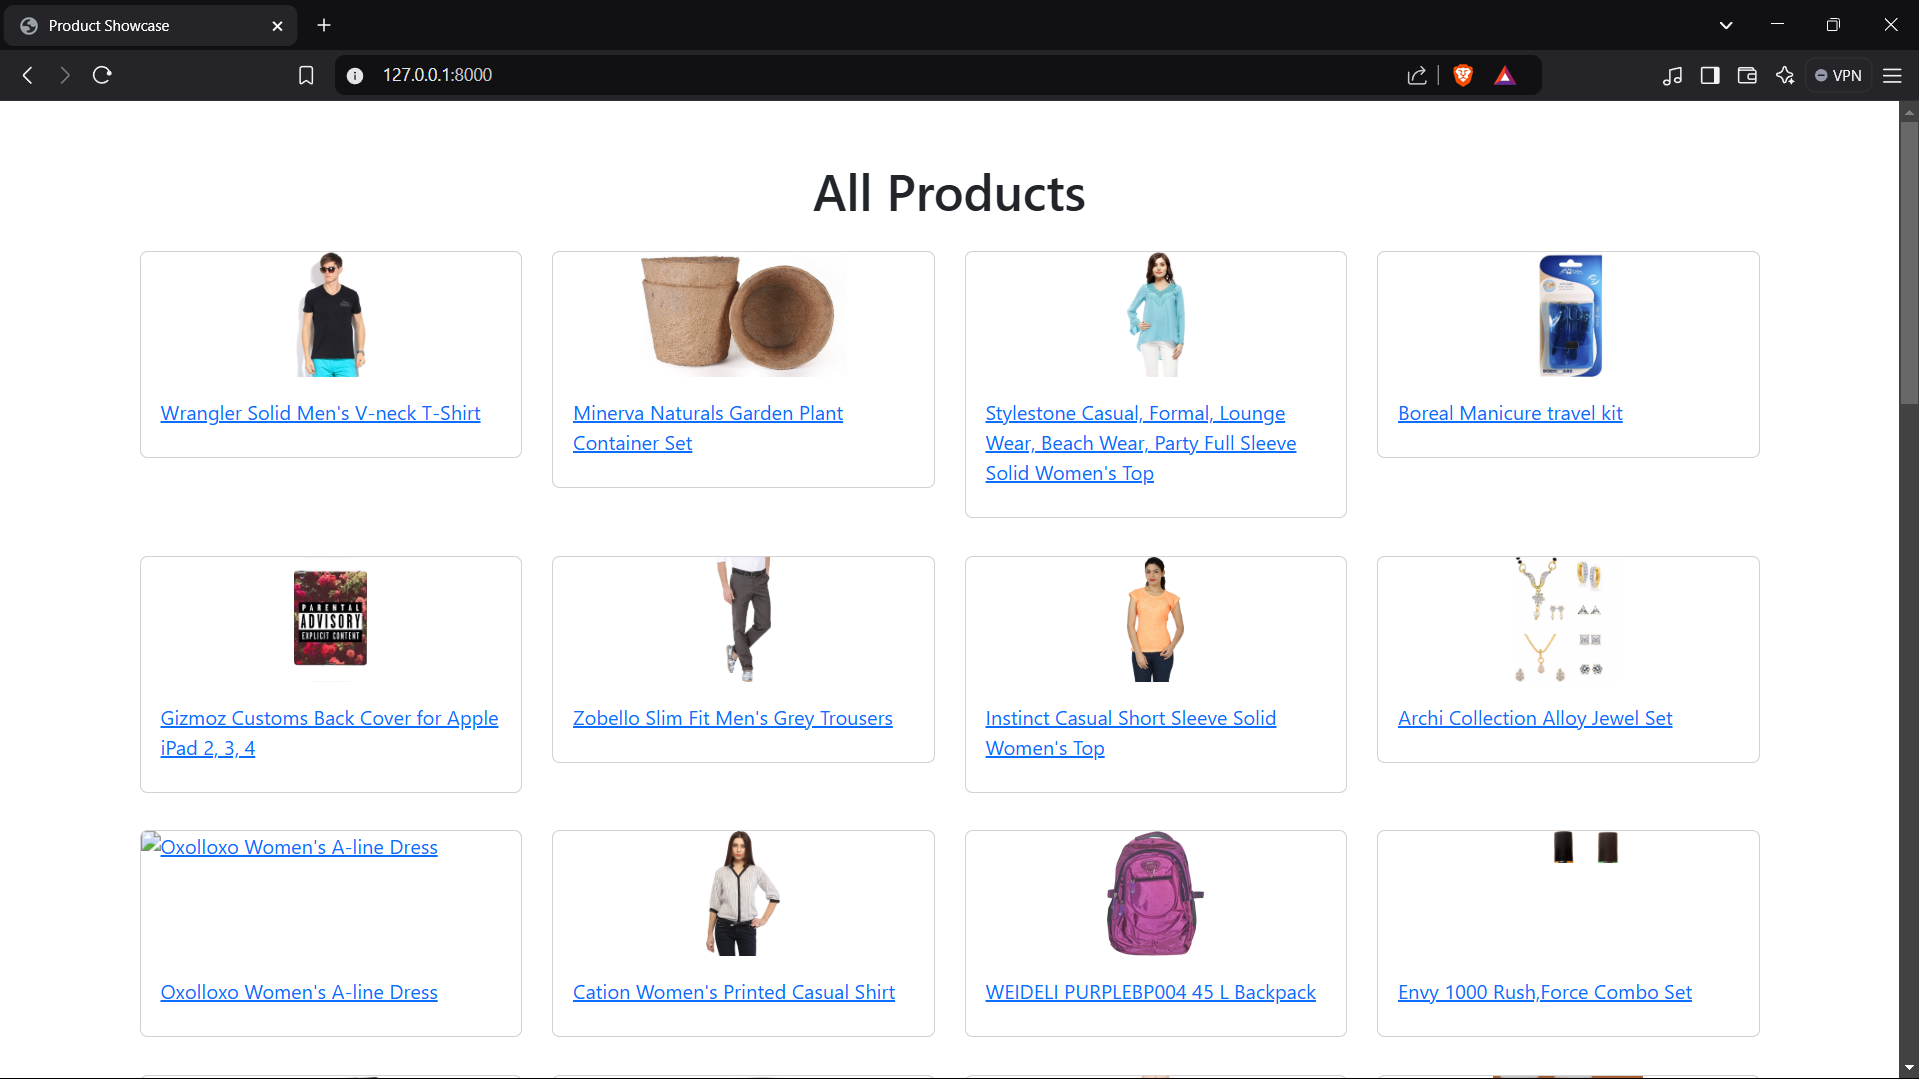 Product Showcase
127.0.0.1:8000
VPN
All Products
Wrangler Solid Men's V-neck T-Shirt
Minerva Naturals Garden Plant
Container Set
Stylestone Casual, Formal, Lounge
Wear, Beach Wear, Party Full Sleeve
Solid Women's Top
Boreal Manicure travel kit
PARENTAL
ADVISORY
EXPLICIT CONTENT
Gizmoz Customs Back Cover for Apple
iPad 2, 3, 4
Zobello Slim Fit Men's Grey Trousers
Instinct Casual Short Sleeve Solid
Women's Top
Archi Collection Alloy Jewel Set
Oxolloxo Women's A-line Dress
Oxolloxo Women's A-line Dress
Cation Women's Printed Casual Shirt
WEIDELI PURPLEBP004 45 L Backpack
Envy 1000 Rush,Force Combo Set